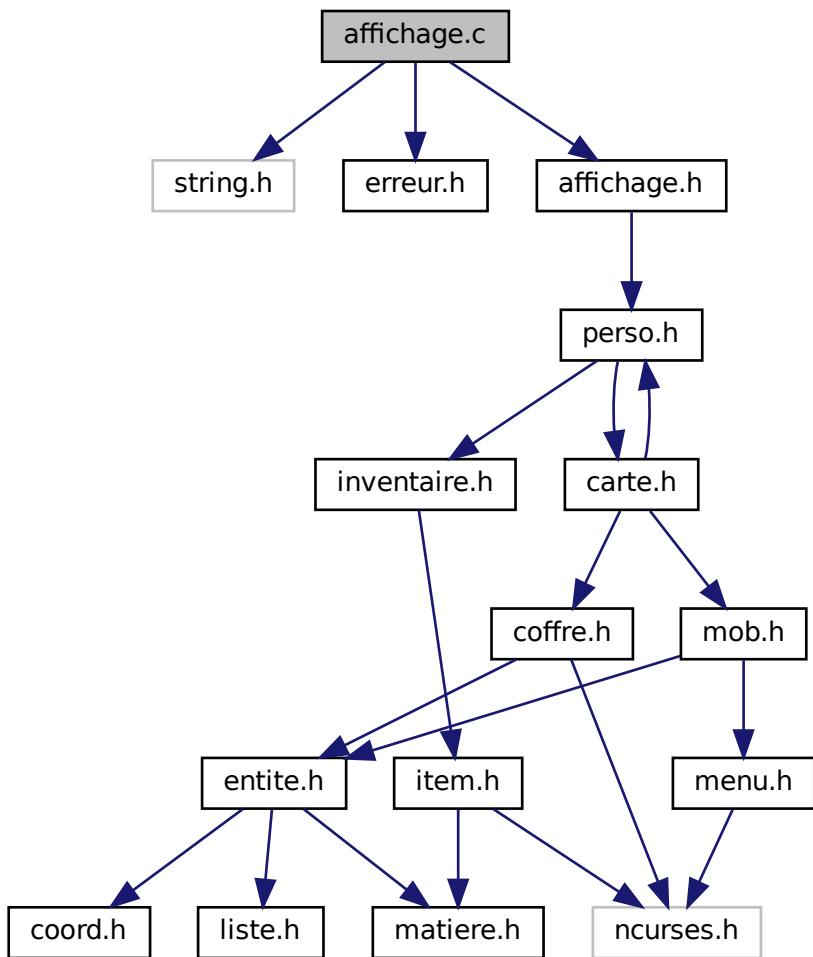 affichage.c
string.h
erreur.h
affichage.h
perso.h
inventaire.h
carte.h
coffre.h
mob.h
entite.h
item.h
menu.h
coord.h
liste.h
matiere.h
ncurses.h